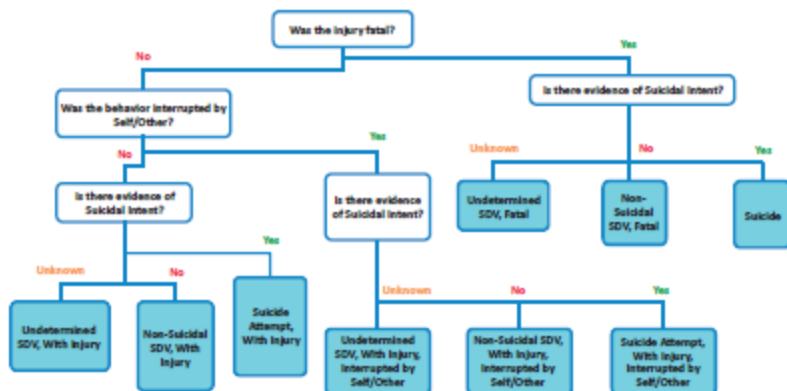 Was the injury fatal?
No
Yes
Was the behavior interrupted by
Self/Other?
Is there evidence of Suicidal Intent?
No
Yes
Unknown
No
Yes
Is there evidence of
Suicidal Intent?
Is there evidence
of Suicidal Intent?
Undetermined
SDV, Fatal
Non-
Suicidal
SDV, Fatal
Suicide
Unknown
No
Yes
Unknown
No
Yes
Undetermined
SDV, With Injury
Non-Suicidal
SDV, With
Injury
Suicide
Attempt,
With Injury
Undetermined
SDV, With Injury,
Interrupted by
Self/Other
Non-Suicidal SDV,
With Injury,
Interrupted by
Self/Other
Suicide Attempt,
With Injury,
Interrupted by
Self/Other